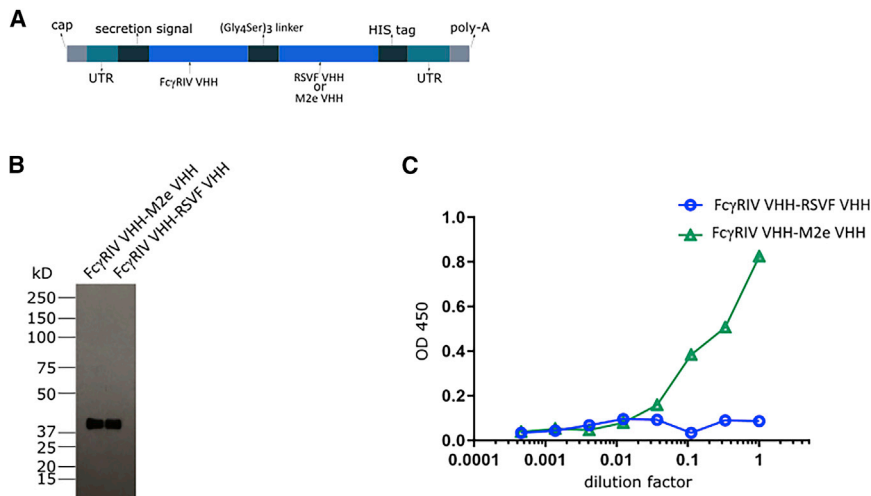 A
cap
secretion signal
(Gly4Ser)3 linker
HIS tag
poly-A
UTR
FcγRIV VHH
RSVF VHH
or
M2e VHH
UTR
B
FcγRIV VHH-M2e VHH
FcγRIV VHH-RSVF VHH
kD
250
150
100
75
50
37
25
20
15
C
FcγRIV VHH-RSVF VHH
FcγRIV VHH-M2e VHH
1.0
0.8
0.6
0.4
0.2
0.0
OD 450
0.0001
0.001
0.01
0.1
1
dilution factor